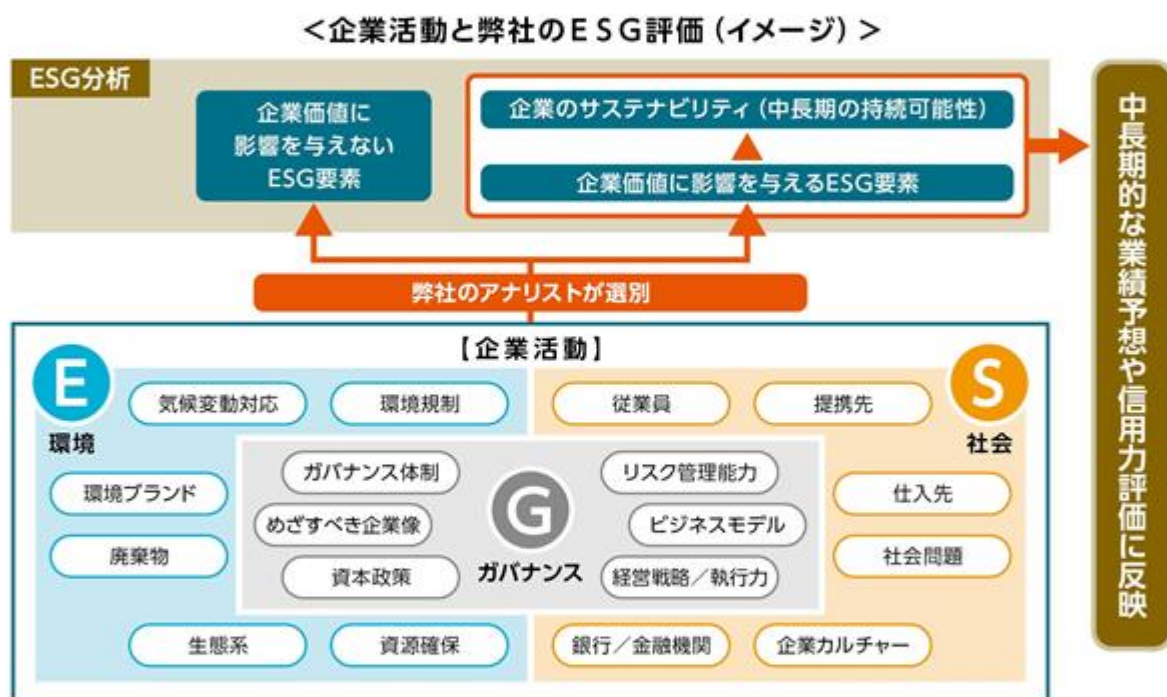 ＜企業活動と弊社のＥＳＧ評価（イメージ）＞
ESG分析
企業価値に
影響を与えない
ESG要素
企業のサステナビリティ（中長期の持続可能性）
企業価値に影響を与えるESG要素
弊社のアナリストが選別
中長期的な業績予想や信用力評価に反映
【企業活動】
E
環境
S
社会
気候変動対応
環境規制
従業員
提携先
環境ブランド
廃棄物
ガバナンス体制
めざすべき企業像
資本政策
G
ガバナンス
リスク管理能力
ビジネスモデル
経営戦略／執行力
仕入先
社会問題
生態系
資源確保
銀行／金融機関
企業カルチャー